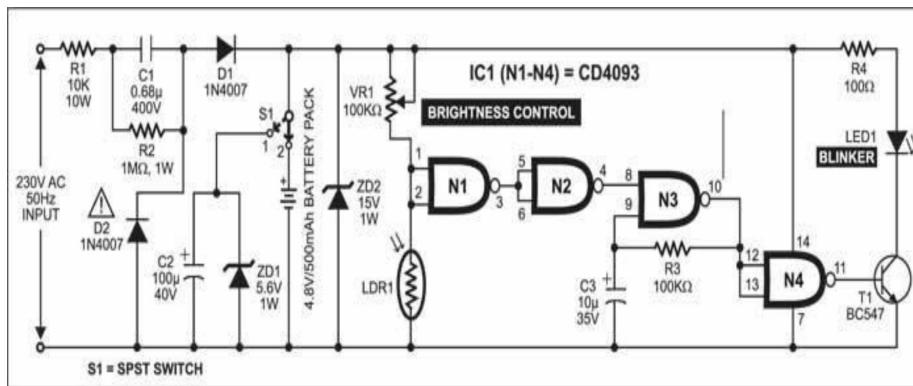 R1
10K
10W
C1
0.68µ
400V
D1
1N4007
R2
1MΩ, 1W
230V AC
50Hz
INPUT
D2
1N4007
C2
100µ
40V
+
ZD1
5.6V
1W
S1
1
2
+
4.8V/500mAh BATTERY PACK
ZD2
15V
1W
VR1
100KΩ
BRIGHTNESS CONTROL
IC1 (N1-N4) = CD4093
LDR1
1
2
N1
3
5
6
N2
4
8
9
N3
10
R3
100KΩ
C3
10µ
35V
+
12
13
N4
14
7
11
R4
100Ω
LED1
BLINKER
T1
BC547
S1 = SPST SWITCH